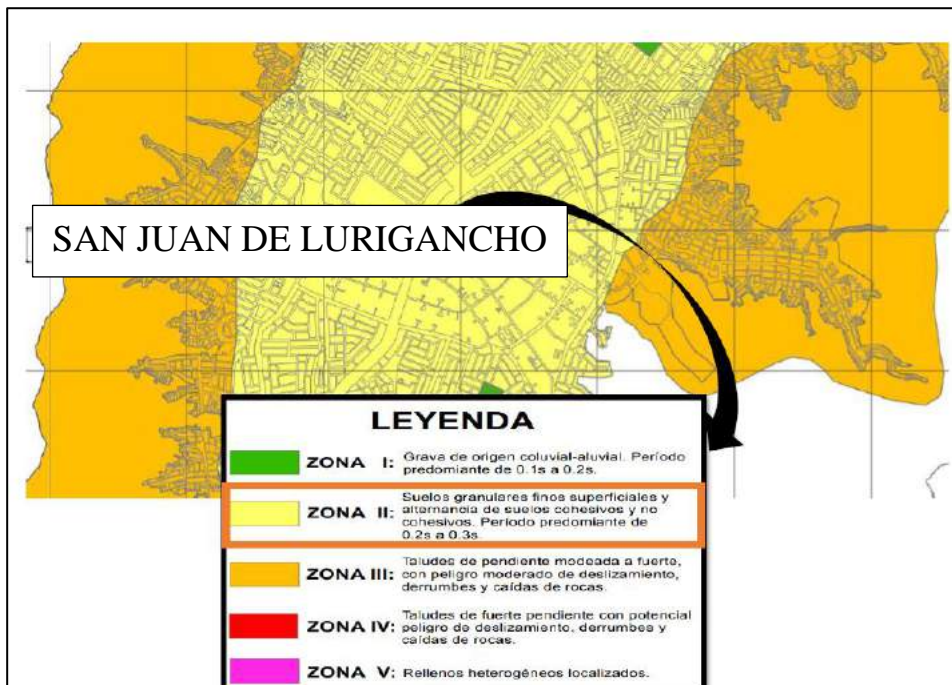 SAN JUAN DE LURIGANCHO
LEYENDA
ZONA I: Grava de origen coluvial-aluvial. Período
predomiante de 0.1s a 0.2s.
ZONA II: Suelos granulares finos superficiales y
alternancia de suelos cohesivos y no
cohesivos. Período predomiante de
0.2s a 0.3s.
ZONA III: Taludes de pendiente modeada a fuerte,
con peligro moderado de deslizamiento,
derrumbes y caídas de rocas.
ZONA IV: Taludes de fuerte pendiente con potencial
peligro de deslizamiento, derrumbes y
caídas de rocas.
ZONA V: Rellenos heterogéneos localizados.